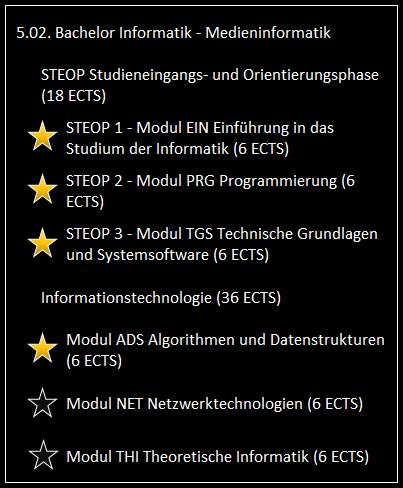 5.02. Bachelor Informatik - Medieninformatik
STEOP Studieneingangs- und Orientierungsphase
(18 ECTS)
STEOP 1 - Modul EIN Einführung in das
Studium der Informatik (6 ECTS)
STEOP 2 - Modul PRG Programmierung (6
ECTS)
STEOP 3 - Modul TGS Technische Grundlagen
und Systemsoftware (6 ECTS)
Informationstechnologie (36 ECTS)
Modul ADS Algorithmen und Datenstrukturen
(6 ECTS)
Modul NET Netzwerktechnologien (6 ECTS)
Modul THI Theoretische Informatik (6 ECTS)